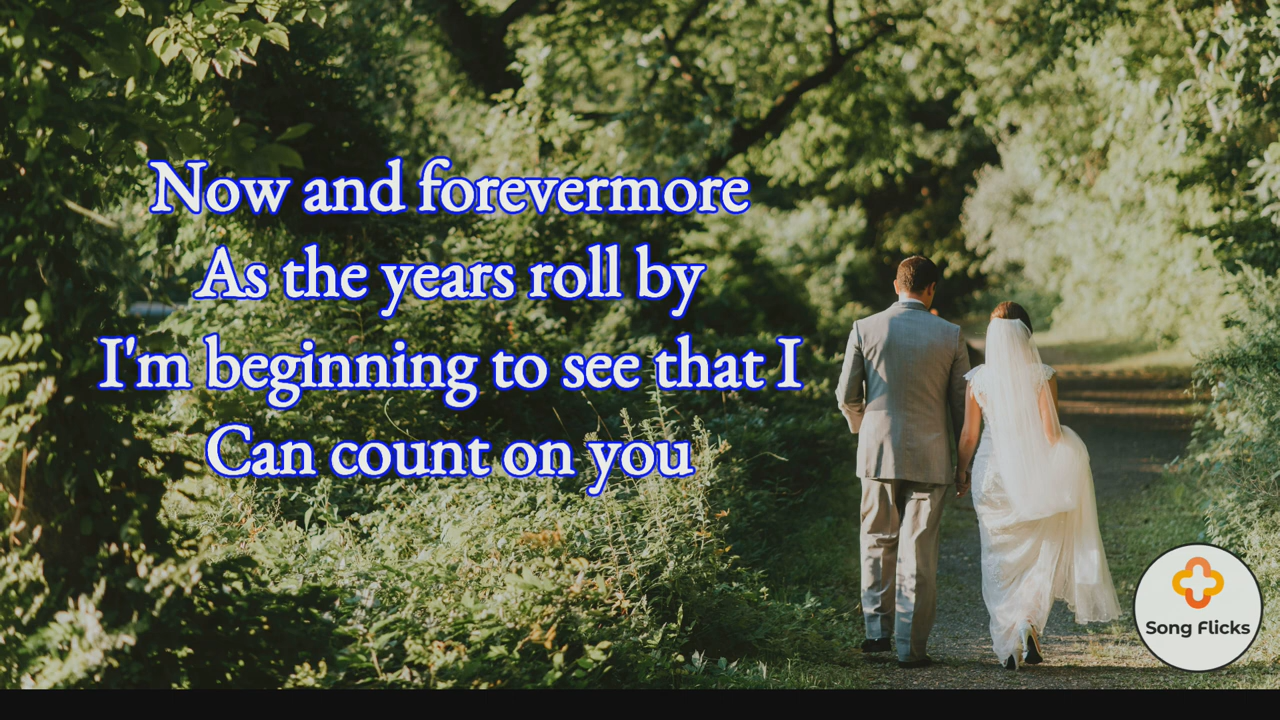 Now and forevermore
As the years roll by
I'm beginning to see that I
Can count on you
Song Flicks